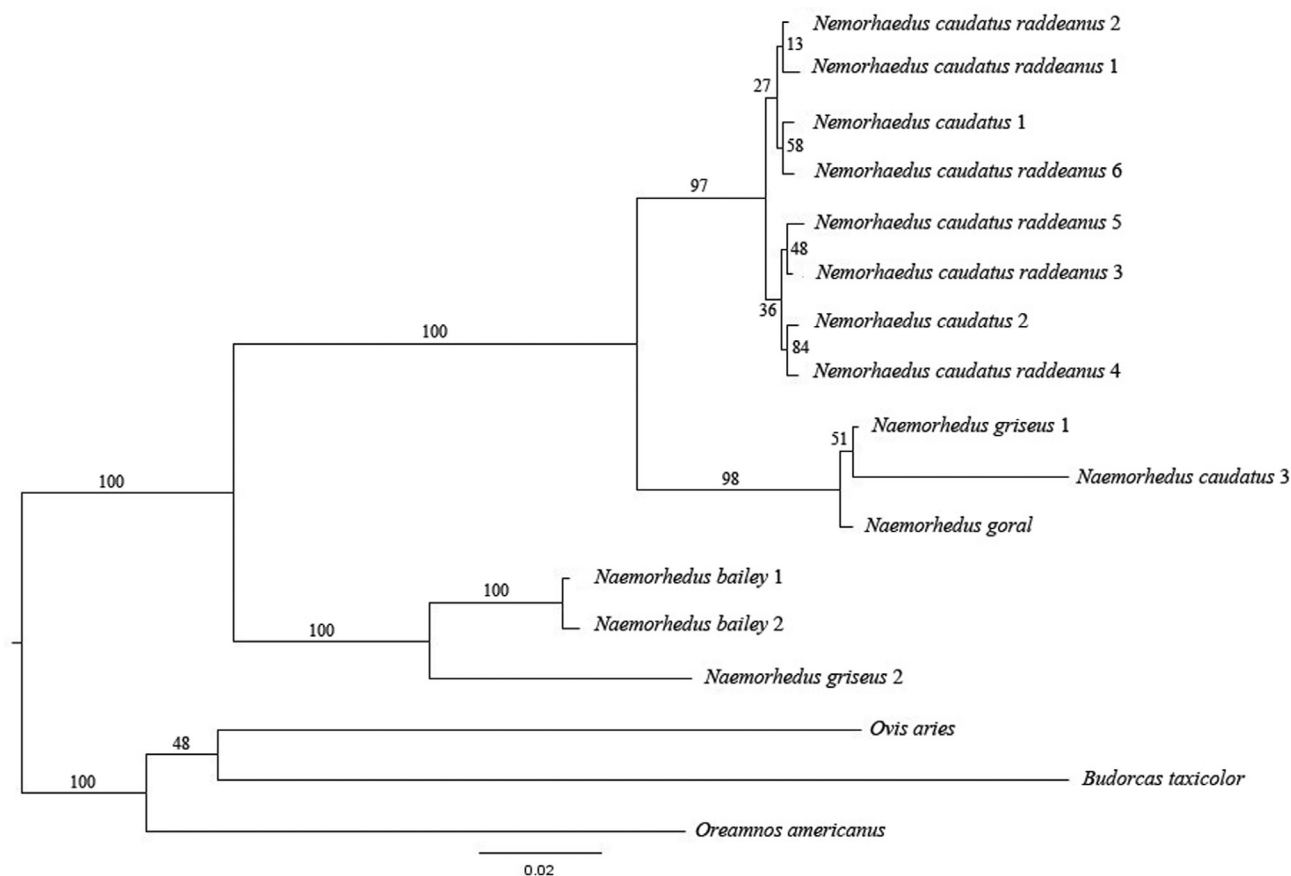 Nemorhaedus caudatus raddeanus 2
13
Nemorhaedus caudatus raddeanus 1
27
Nemorhaedus caudatus 1
58
Nemorhaedus caudatus raddeanus 6
97
Nemorhaedus caudatus raddeanus 5
48
Nemorhaedus caudatus raddeanus 3
36
Nemorhaedus caudatus 2
100
84
Nemorhaedus caudatus raddeanus 4
Naemorhedus griseus 1
51
Naemorhedus caudatus 3
100
98
Naemorhedus goral
Naemorhedus bailey 1
100
Naemorhedus bailey 2
100
Naemorhedus griseus 2
Ovis aries
48
100
Budorcas taxicolor
Oreamnos americanus
0.02